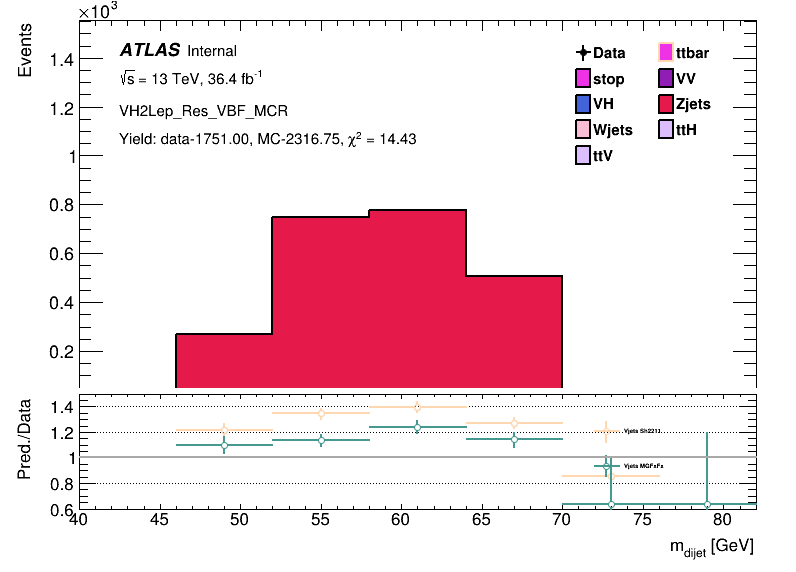 ×10³
Events
1.4
1.2
1
0.8
0.6
0.4
0.2
ATLAS Internal
√s = 13 TeV, 36.4 fb⁻¹
VH2Lep_Res_VBF_MCR
Yield: data-1751.00, MC-2316.75, χ² = 14.43
Data ttbar
stop VV
VH Zjets
Wjets ttH
ttV
Pred./Data
1.4
1.2
1
0.8
0.6
Vjets Sh2211
Vjets MGFxFx
40 45 50 55 60 65 70 75 80
m_dijet [GeV]